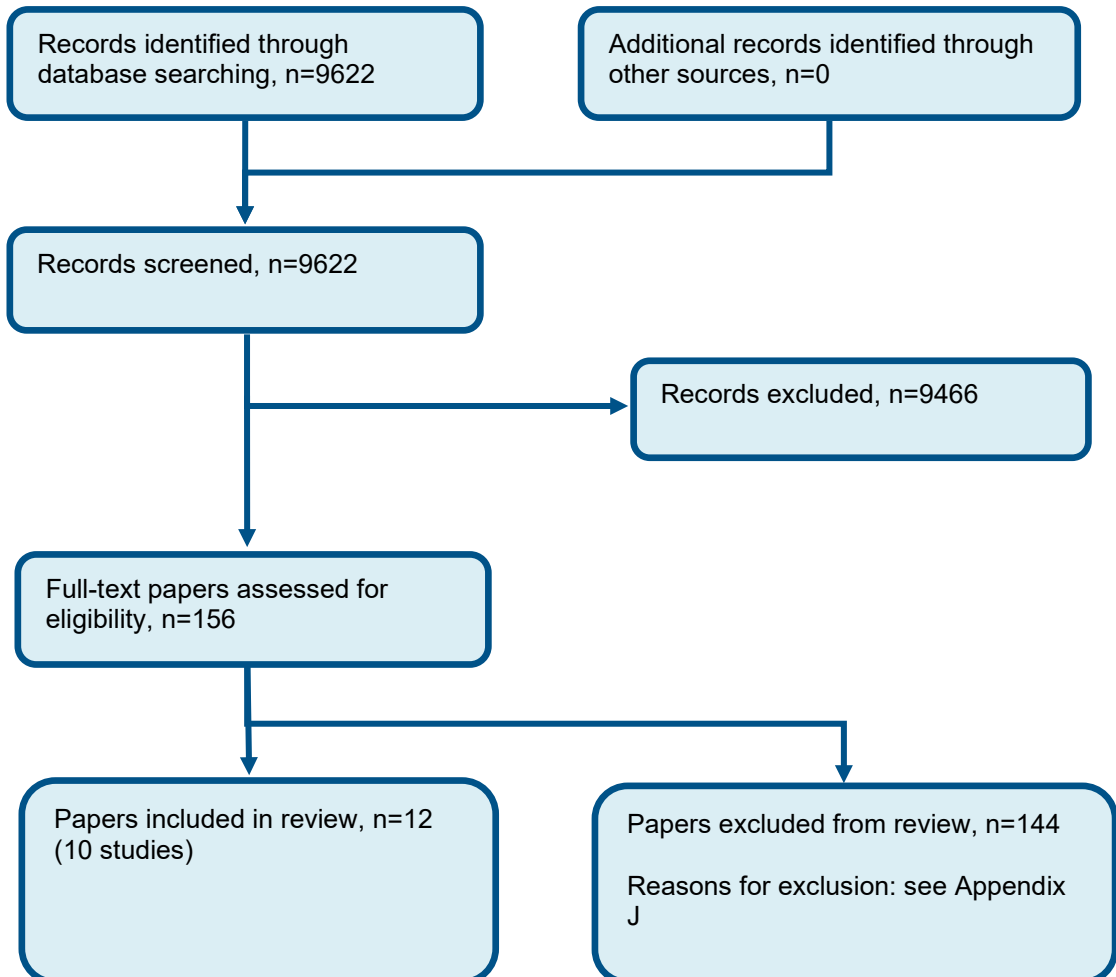 Records identified through
database searching, n=9622
Additional records identified through
other sources, n=0
Records screened, n=9622
Records excluded, n=9466
Full-text papers assessed for
eligibility, n=156
Papers included in review, n=12
(10 studies)
Papers excluded from review, n=144
Reasons for exclusion: see Appendix
J